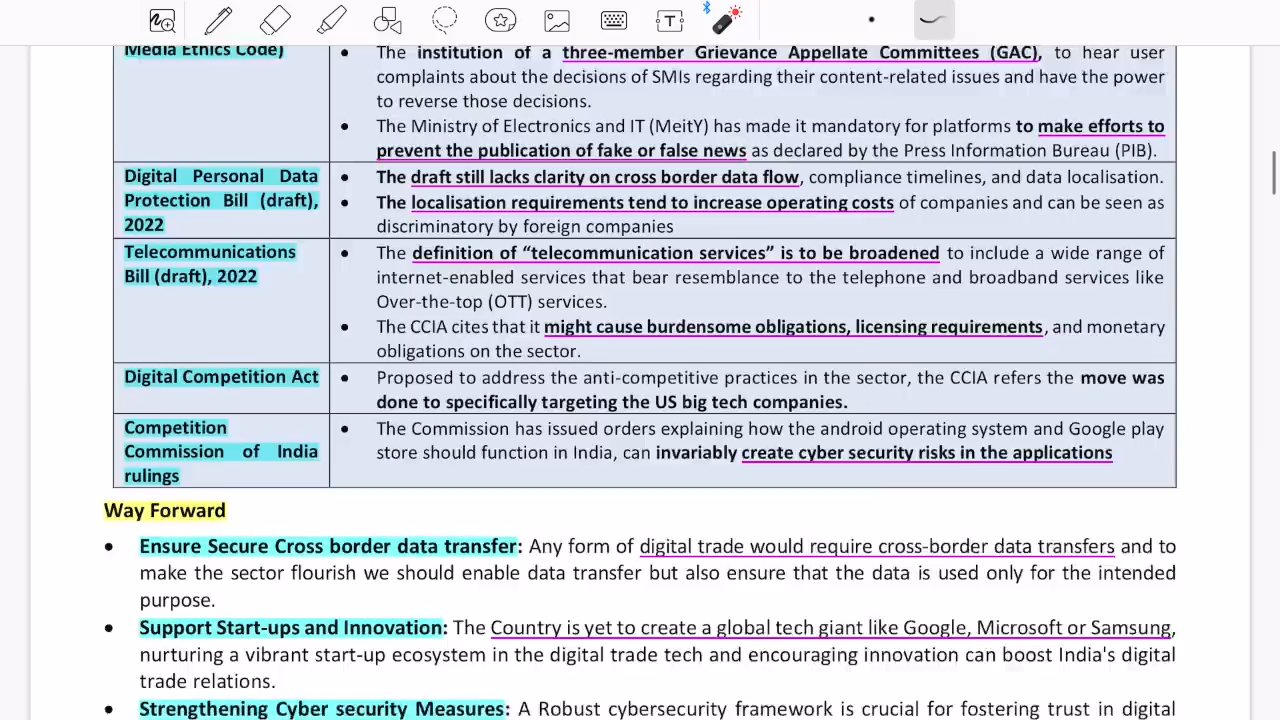 Media Ethics Code)
• The institution of a three-member Grievance Appellate Committees (GAC), to hear user
complaints about the decisions of SMIs regarding their content-related issues and have the power
to reverse those decisions.
• The Ministry of Electronics and IT (MeitY) has made it mandatory for platforms to make efforts to
prevent the publication of fake or false news as declared by the Press Information Bureau (PIB).
Digital Personal Data
Protection Bill (draft),
2022
• The draft still lacks clarity on cross border data flow, compliance timelines, and data localisation.
• The localisation requirements tend to increase operating costs of companies and can be seen as
discriminatory by foreign companies
Telecommunications
Bill (draft), 2022
• The definition of “telecommunication services” is to be broadened to include a wide range of
internet-enabled services that bear resemblance to the telephone and broadband services like
Over-the-top (OTT) services.
• The CCIA cites that it might cause burdensome obligations, licensing requirements, and monetary
obligations on the sector.
Digital Competition Act
• Proposed to address the anti-competitive practices in the sector, the CCIA refers the move was
done to specifically targeting the US big tech companies.
Competition
Commission of India
rulings
• The Commission has issued orders explaining how the android operating system and Google play
store should function in India, can invariably create cyber security risks in the applications
Way Forward
• Ensure Secure Cross border data transfer: Any form of digital trade would require cross-border data transfers and to
make the sector flourish we should enable data transfer but also ensure that the data is used only for the intended
purpose.
• Support Start-ups and Innovation: The Country is yet to create a global tech giant like Google, Microsoft or Samsung,
nurturing a vibrant start-up ecosystem in the digital trade tech and encouraging innovation can boost India's digital
trade relations.
• Strengthening Cyber security Measures: A Robust cybersecurity framework is crucial for fostering trust in digital